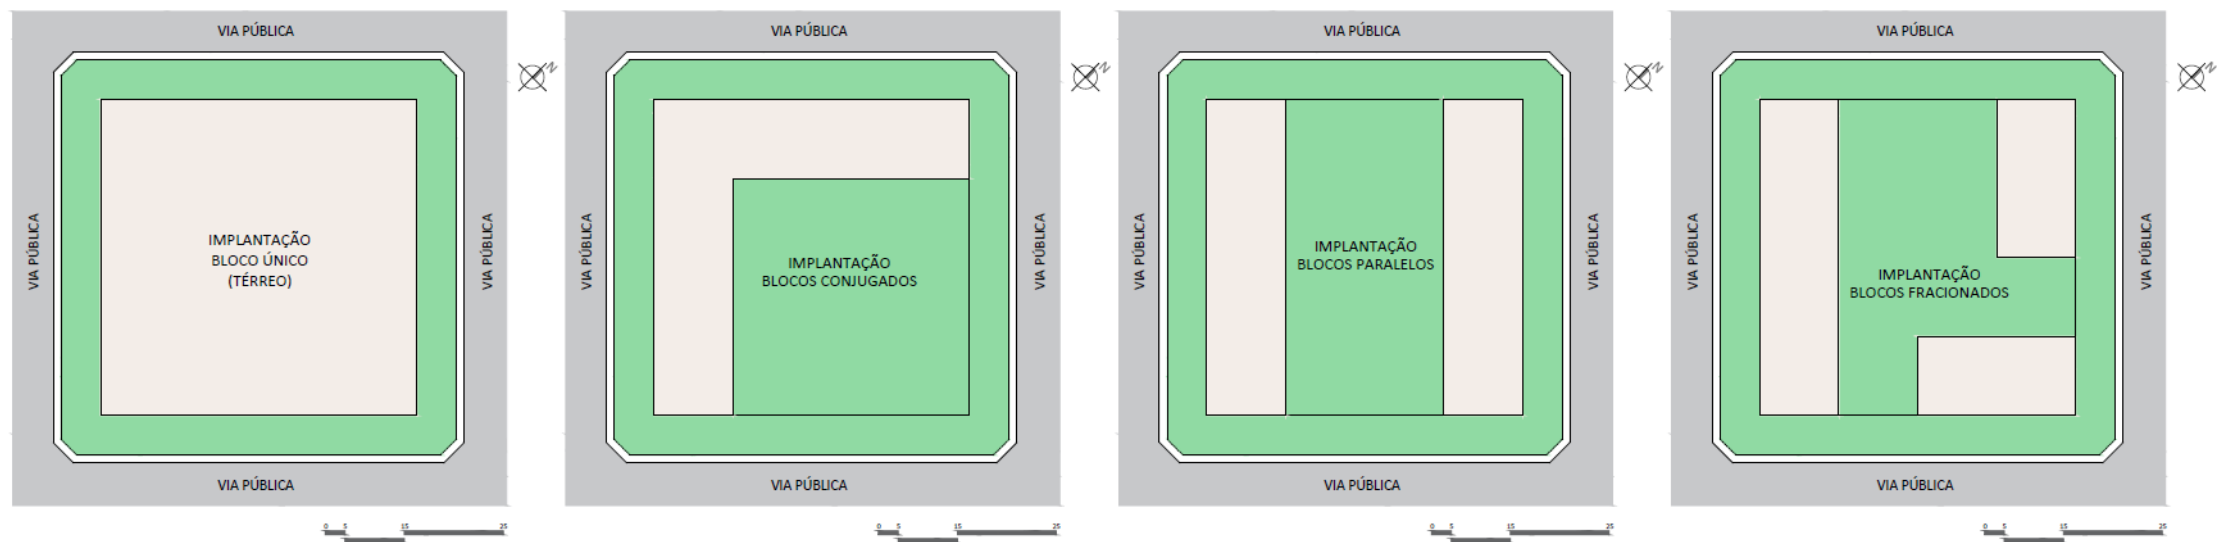 VIA PÚBLICA
N
VIA PÚBLICA
IMPLANTAÇÃO
BLOCO ÚNICO
(TÉRREO)
VIA PÚBLICA
VIA PÚBLICA
0 5 15 25
VIA PÚBLICA
N
VIA PÚBLICA
IMPLANTAÇÃO
BLOCOS CONJUGADOS
VIA PÚBLICA
VIA PÚBLICA
0 5 15 25
VIA PÚBLICA
N
VIA PÚBLICA
IMPLANTAÇÃO
BLOCOS PARALELOS
VIA PÚBLICA
VIA PÚBLICA
0 5 15 25
VIA PÚBLICA
N
VIA PÚBLICA
IMPLANTAÇÃO
BLOCOS FRACIONADOS
VIA PÚBLICA
VIA PÚBLICA
0 5 15 25